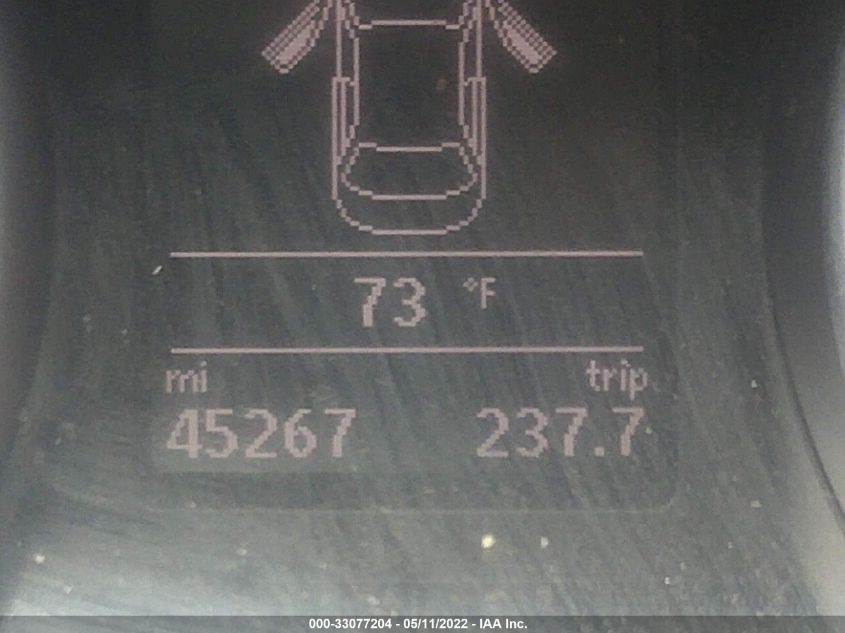 73 °F
mi trip
45267 237.7
000-33077204 - 05/11/2022 - IAA Inc.